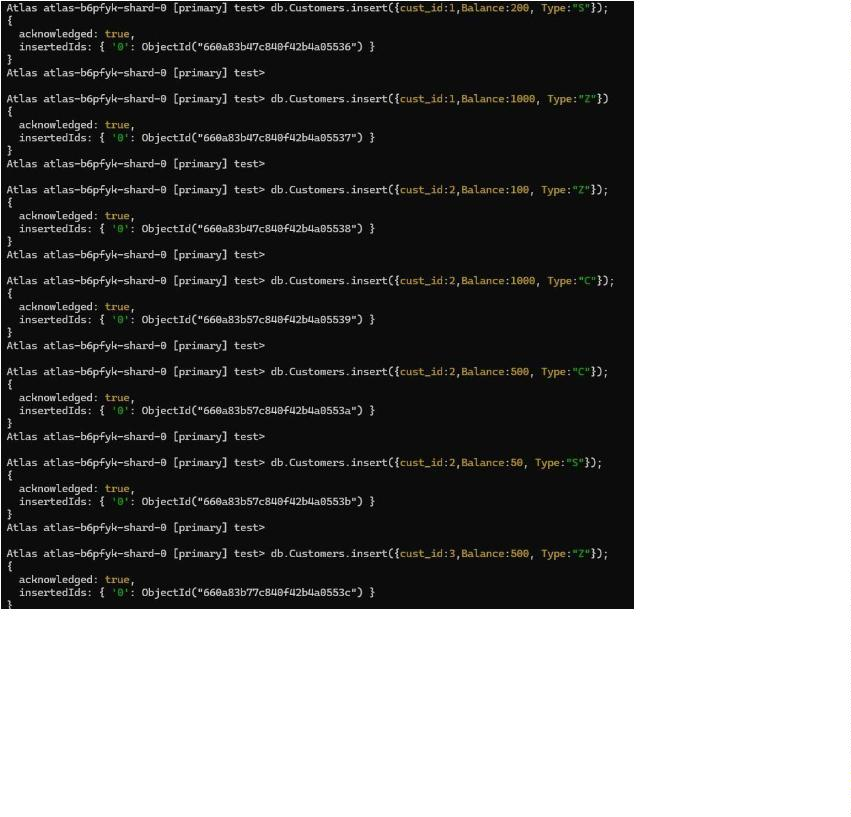 Atlas atlas-b6pfyk-shard-0 [primary] test> db.Customers.insert({cust_id:1,Balance:200, Type:"S"});
{
  acknowledged: true,
  insertedIds: { '0': ObjectId("660a83b47c840f42b4a05536") }
}
Atlas atlas-b6pfyk-shard-0 [primary] test>
Atlas atlas-b6pfyk-shard-0 [primary] test> db.Customers.insert({cust_id:1,Balance:1000, Type:"Z"})
{
  acknowledged: true,
  insertedIds: { '0': ObjectId("660a83b47c840f42b4a05537") }
}
Atlas atlas-b6pfyk-shard-0 [primary] test>
Atlas atlas-b6pfyk-shard-0 [primary] test> db.Customers.insert({cust_id:2,Balance:100, Type:"Z"});
{
  acknowledged: true,
  insertedIds: { '0': ObjectId("660a83b47c840f42b4a05538") }
}
Atlas atlas-b6pfyk-shard-0 [primary] test>
Atlas atlas-b6pfyk-shard-0 [primary] test> db.Customers.insert({cust_id:2,Balance:1000, Type:"C"});
{
  acknowledged: true,
  insertedIds: { '0': ObjectId("660a83b57c840f42b4a05539") }
}
Atlas atlas-b6pfyk-shard-0 [primary] test>
Atlas atlas-b6pfyk-shard-0 [primary] test> db.Customers.insert({cust_id:2,Balance:500, Type:"C"});
{
  acknowledged: true,
  insertedIds: { '0': ObjectId("660a83b57c840f42b4a0553a") }
}
Atlas atlas-b6pfyk-shard-0 [primary] test>
Atlas atlas-b6pfyk-shard-0 [primary] test> db.Customers.insert({cust_id:2,Balance:50, Type:"S"});
{
  acknowledged: true,
  insertedIds: { '0': ObjectId("660a83b57c840f42b4a0553b") }
}
Atlas atlas-b6pfyk-shard-0 [primary] test>
Atlas atlas-b6pfyk-shard-0 [primary] test> db.Customers.insert({cust_id:3,Balance:500, Type:"Z"});
{
  acknowledged: true,
  insertedIds: { '0': ObjectId("660a83b77c840f42b4a0553c") }
}